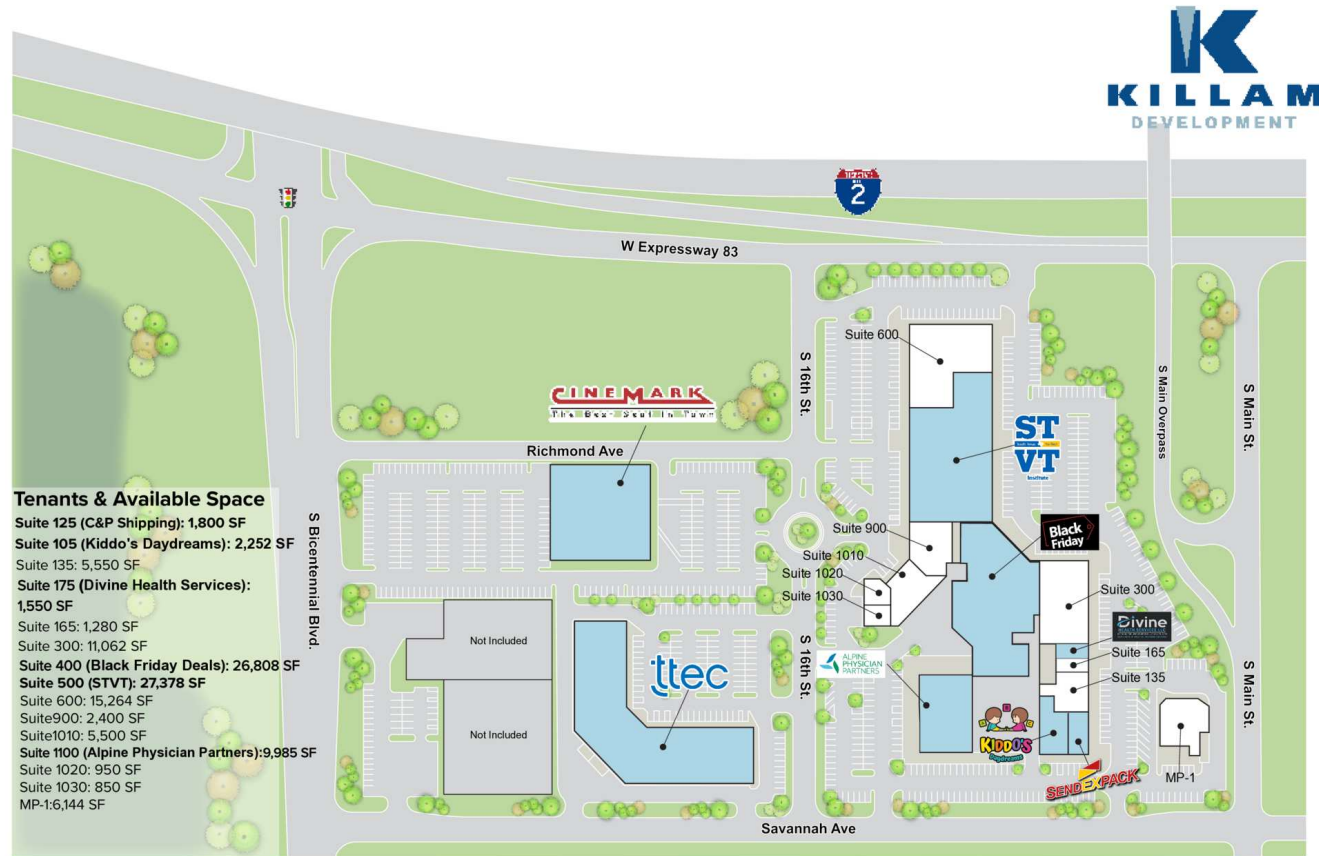 KILLAM
DEVELOPMENT
2
W Expressway 83
Suite 600
S 16th St.
S Main Overpass
S Main St.
CINEMARK
The Best Seat In Town
Richmond Ave
ST
VT
Institute
Tenants & Available Space
Suite 125 (C&P Shipping): 1,800 SF
Suite 105 (Kiddo's Daydreams): 2,252 SF
Suite 135: 5,550 SF
Suite 175 (Divine Health Services):
1,550 SF
Suite 165: 1,280 SF
Suite 300: 11,062 SF
Suite 400 (Black Friday Deals): 26,808 SF
Suite 500 (STVT): 27,378 SF
Suite 600: 15,264 SF
Suite900: 2,400 SF
Suite1010: 5,500 SF
Suite 1100 (Alpine Physician Partners):9,985 SF
Suite 1020: 950 SF
Suite 1030: 850 SF
MP-1:6,144 SF
S Bicentennial Blvd.
Suite 900
Suite 1010
Suite 1020
Suite 1030
Black
Friday
Suite 300
Divine
Suite 165
Suite 135
Not Included
Not Included
ttec
S 16th St.
ALPINE
PHYSICIAN
PARTNERS
KIDDO'S
Daydreams
SENDEXPACK
MP-1
S Main St.
Savannah Ave